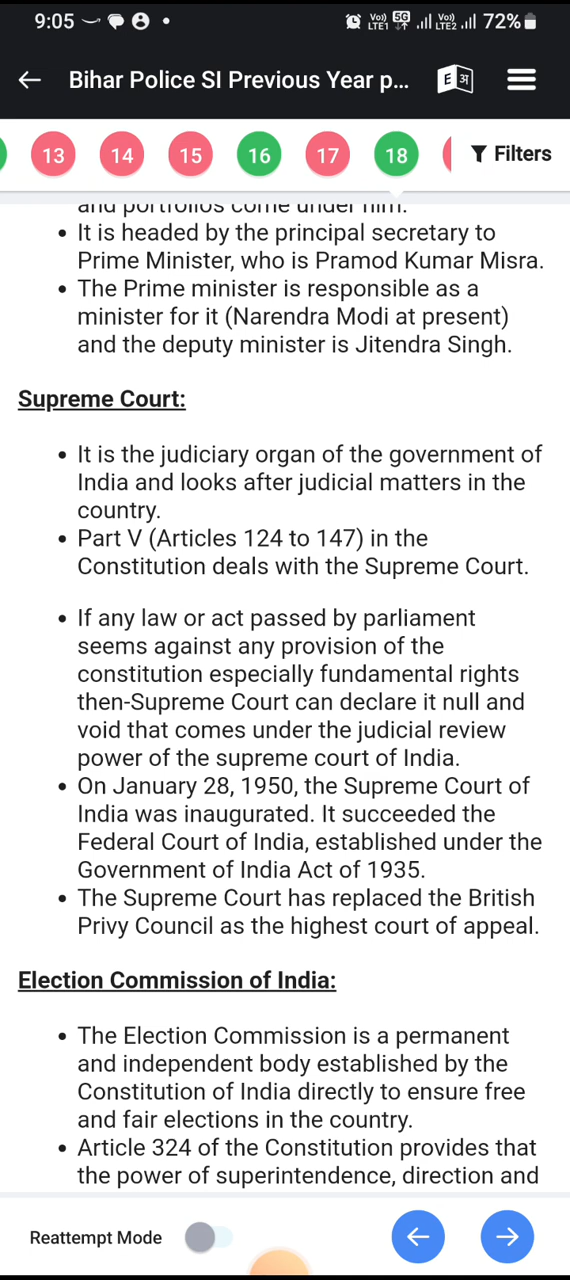 9:05
Vo)) LTE1 5G Vo)) LTE2 72%
Bihar Police SI Previous Year p...
E अ
13 14 15 16 17 18
Filters
and portfolios come under him.
• It is headed by the principal secretary to
Prime Minister, who is Pramod Kumar Misra.
• The Prime minister is responsible as a
minister for it (Narendra Modi at present)
and the deputy minister is Jitendra Singh.
Supreme Court:
• It is the judiciary organ of the government of
India and looks after judicial matters in the
country.
• Part V (Articles 124 to 147) in the
Constitution deals with the Supreme Court.
• If any law or act passed by parliament
seems against any provision of the
constitution especially fundamental rights
then-Supreme Court can declare it null and
void that comes under the judicial review
power of the supreme court of India.
• On January 28, 1950, the Supreme Court of
India was inaugurated. It succeeded the
Federal Court of India, established under the
Government of India Act of 1935.
• The Supreme Court has replaced the British
Privy Council as the highest court of appeal.
Election Commission of India:
• The Election Commission is a permanent
and independent body established by the
Constitution of India directly to ensure free
and fair elections in the country.
• Article 324 of the Constitution provides that
the power of superintendence, direction and
Reattempt Mode